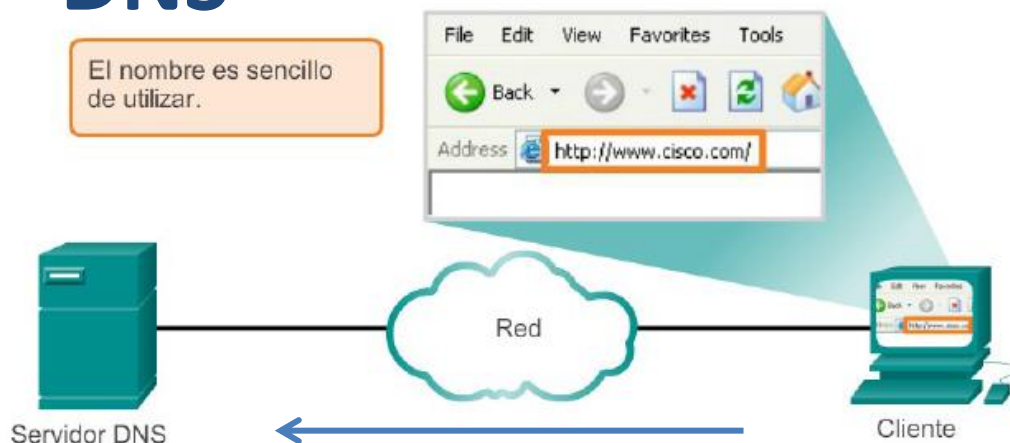 DNS
El nombre es sencillo
de utilizar.
File Edit View Favorites Tools
Back
Address http://www.cisco.com/
Red
Servidor DNS
Cliente